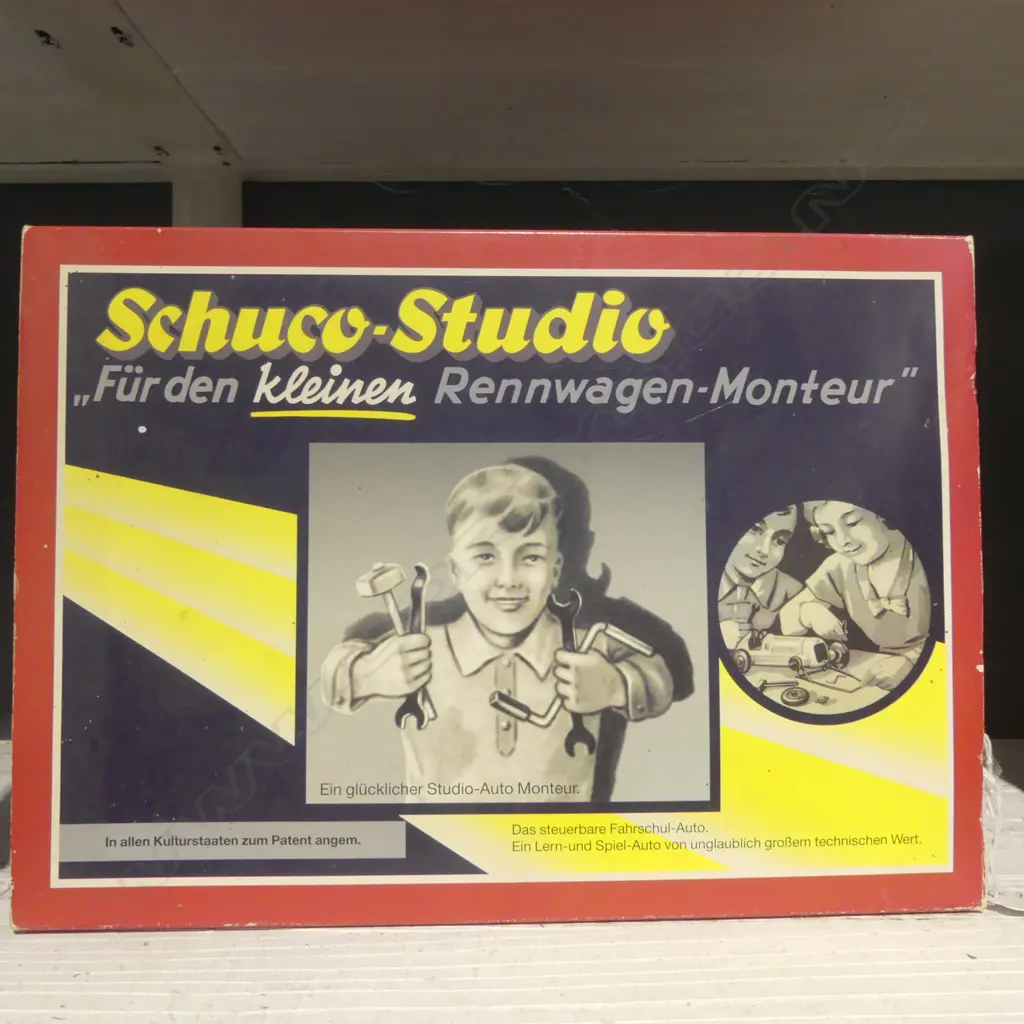 Schuco-Studio
„Für den kleinen Rennwagen-Monteur"
Ein glücklicher Studio-Auto Monteur.
In allen Kulturstaaten zum Patent angem.
Das steuerbare Fahrschul-Auto.
Ein Lern-und Spiel-Auto von unglaublich großem technischen Wert.